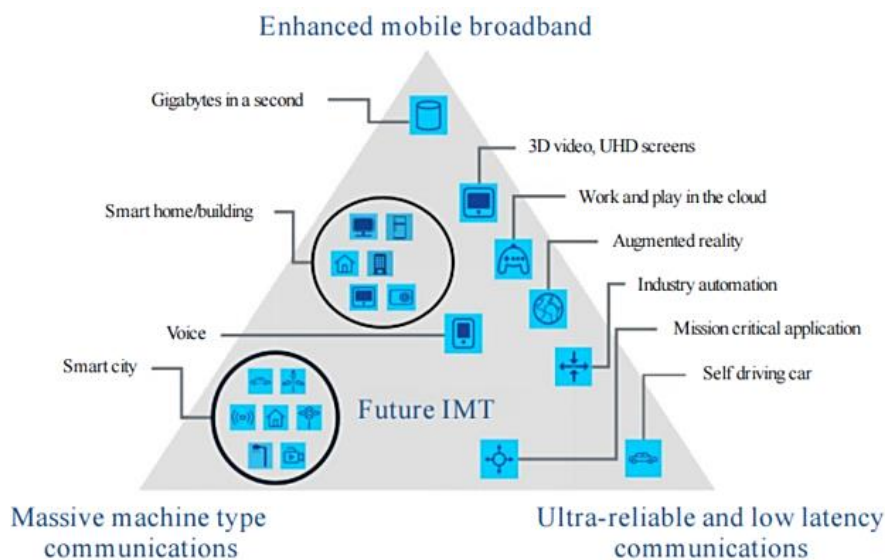 Enhanced mobile broadband
Gigabytes in a second
3D video, UHD screens
Smart home/building
Work and play in the cloud
Augmented reality
Industry automation
Voice
Mission critical application
Smart city
Self driving car
Future IMT
Massive machine type
communications
Ultra-reliable and low latency
communications